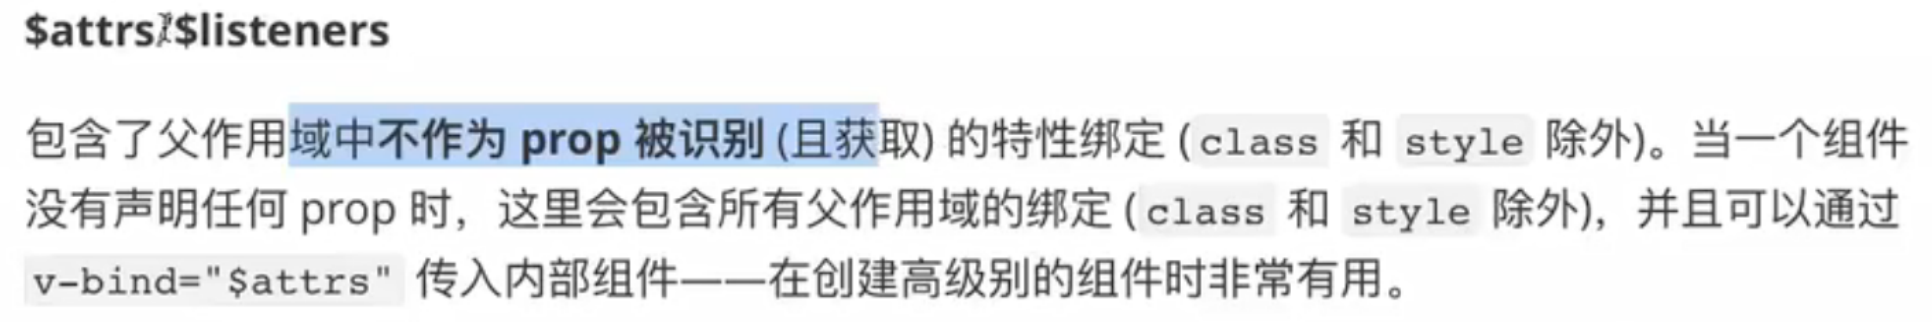 $attrs/$listeners
包含了父作用域中不作为 prop 被识别 (且获取) 的特性绑定 (class 和 style 除外)。当一个组件
没有声明任何 prop 时，这里会包含所有父作用域的绑定 (class 和 style 除外)，并且可以通过
v-bind="$attrs" 传入内部组件——在创建高级别的组件时非常有用。